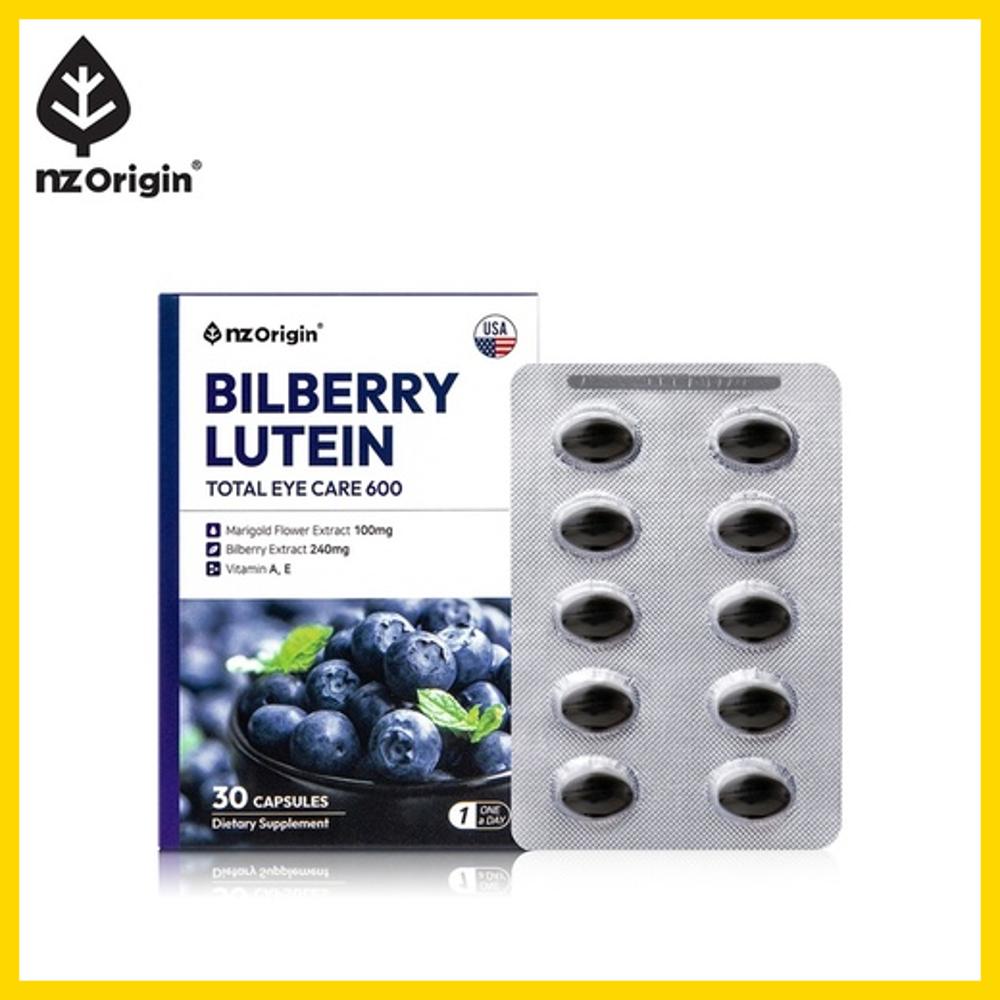 nzOrigin®
nzOrigin®
USA
BILBERRY
LUTEIN
TOTAL EYE CARE 600
Marigold Flower Extract 100mg
Bilberry Extract 240mg
Vitamin A, E
30 CAPSULES
Dietary Supplement
1 ONE
a DAY